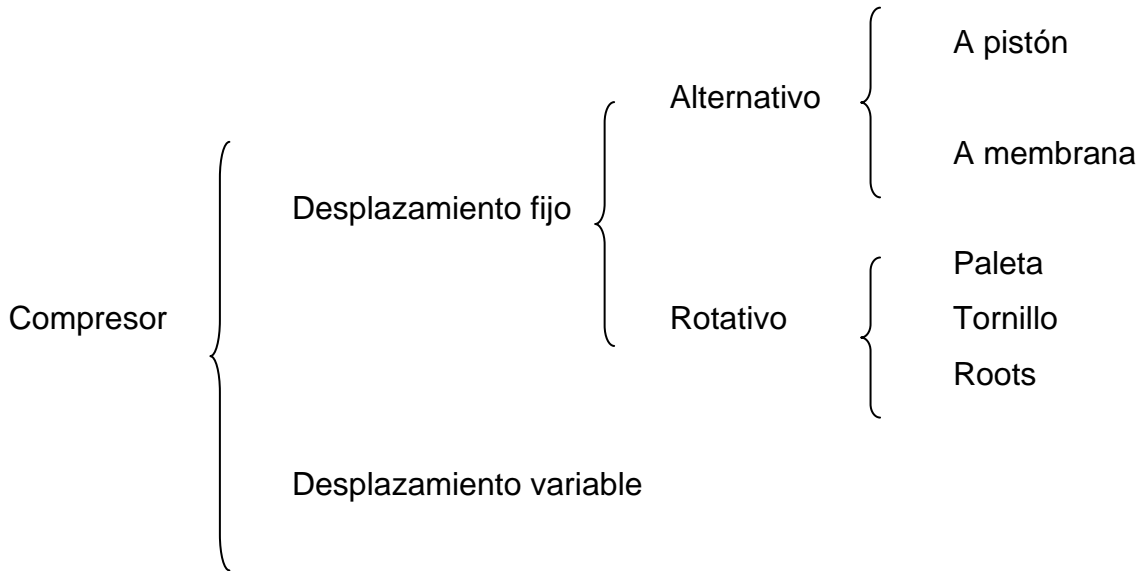 A pistón
Alternativo
A membrana
Desplazamiento fijo
Paleta
Compresor
Rotativo
Tornillo
Roots
Desplazamiento variable